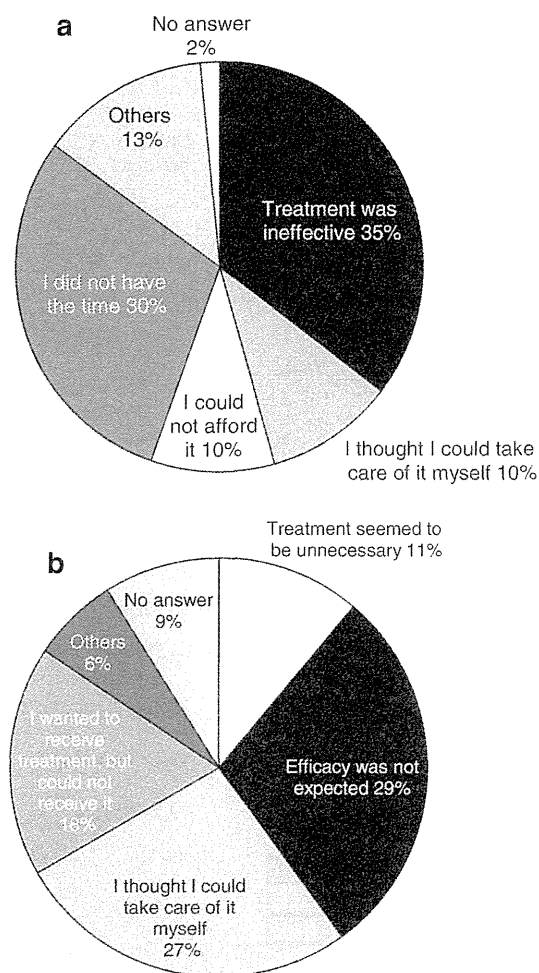 a
No answer
2%
Others
13%
Treatment was
ineffective 35%
I did not have
the time 30%
I could
not afford
it 10%
I thought I could take
care of it myself 10%
b
Treatment seemed to
be unnecessary 11%
No answer
9%
Others
6%
I wanted to
receive
treatment, but
could not
receive it
18%
Efficacy was not
expected 29%
I thought I could
take care of it
myself
27%